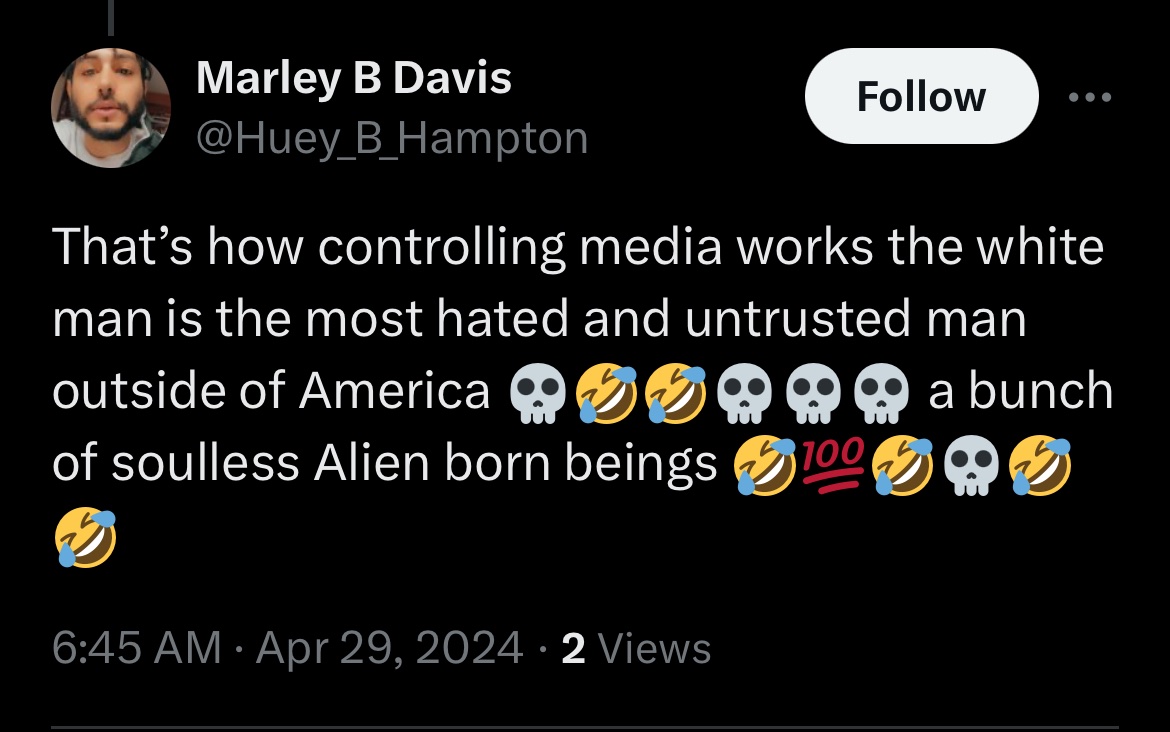 Marley B Davis
@Huey_B_Hampton
Follow
That’s how controlling media works the white
man is the most hated and untrusted man
outside of America 💀🤣🤣💀💀💀 a bunch
of soulless Alien born beings 🤣💯🤣💀🤣
🤣
6:45 AM · Apr 29, 2024 · 2 Views